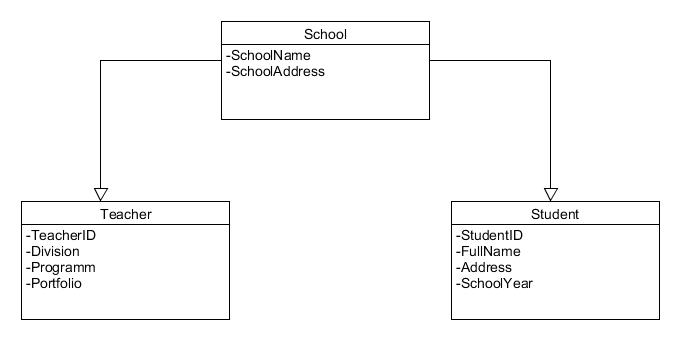 School
-SchoolName
-SchoolAddress
Teacher
-TeacherID
-Division
-Programm
-Portfolio
Student
-StudentID
-FullName
-Address
-SchoolYear